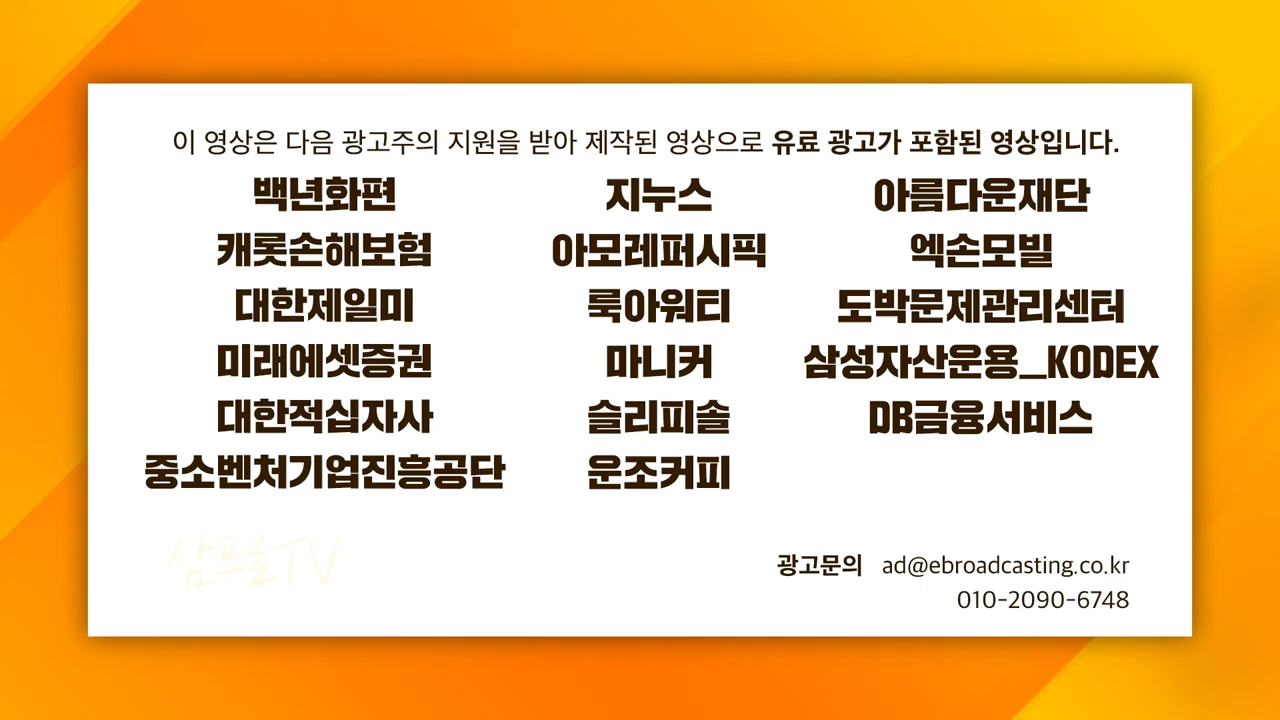 이 영상은 다음 광고주의 지원을 받아 제작된 영상으로 유료 광고가 포함된 영상입니다.
백년화편 지누스 아름다운재단
캐롯손해보험 아모레퍼시픽 엑손모빌
대한제일미 룩아워티 도박문제관리센터
미래에셋증권 마니커 삼성자산운용_KODEX
대한적십자사 슬리피솔 DB금융서비스
중소벤처기업진흥공단 운조커피
삼프로TV
광고문의 ad@ebroadcasting.co.kr
010-2090-6748